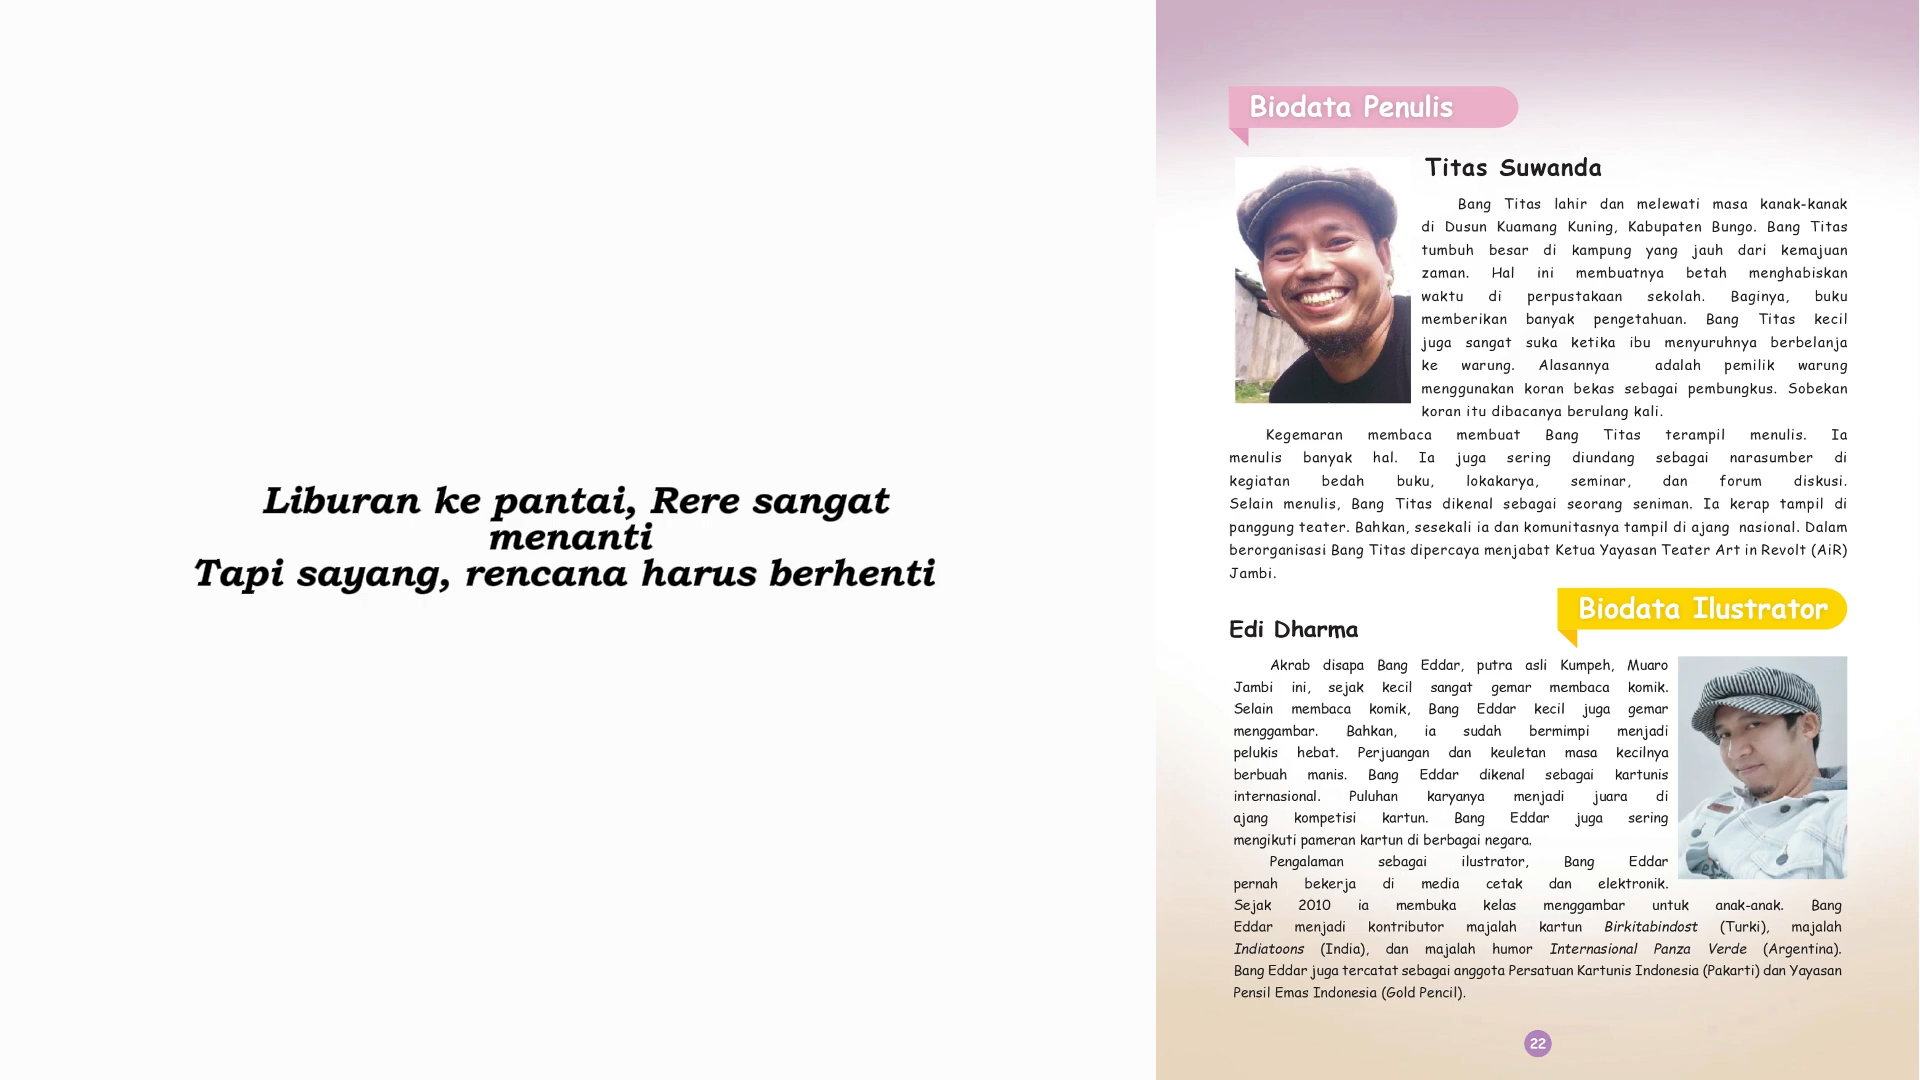 Liburan ke pantai, Rere sangat
menanti
Tapi sayang, rencana harus berhenti
Biodata Penulis
Titas Suwanda
Bang Titas lahir dan melewati masa kanak-kanak
di Dusun Kuamang Kuning, Kabupaten Bungo. Bang Titas
tumbuh besar di kampung yang jauh dari kemajuan
zaman. Hal ini membuatnya betah menghabiskan
waktu di perpustakaan sekolah. Baginya, buku
memberikan banyak pengetahuan. Bang Titas kecil
juga sangat suka ketika ibu menyuruhnya berbelanja
ke warung. Alasannya adalah pemilik warung
menggunakan koran bekas sebagai pembungkus. Sobekan
koran itu dibacanya berulang kali.
Kegemaran membaca membuat Bang Titas terampil menulis. Ia
menulis banyak hal. Ia juga sering diundang sebagai narasumber di
kegiatan bedah buku, lokakarya, seminar, dan forum diskusi.
Selain menulis, Bang Titas dikenal sebagai seorang seniman. Ia kerap tampil di
panggung teater. Bahkan, sesekali ia dan komunitasnya tampil di ajang nasional. Dalam
berorganisasi Bang Titas dipercaya menjabat Ketua Yayasan Teater Art in Revolt (AiR)
Jambi.
Biodata Ilustrator
Edi Dharma
Akrab disapa Bang Eddar, putra asli Kumpeh, Muaro
Jambi ini, sejak kecil sangat gemar membaca komik.
Selain membaca komik, Bang Eddar kecil juga gemar
menggambar. Bahkan, ia sudah bermimpi menjadi
pelukis hebat. Perjuangan dan keuletan masa kecilnya
berbuah manis. Bang Eddar dikenal sebagai kartunis
internasional. Puluhan karyanya menjadi juara di
ajang kompetisi kartun. Bang Eddar juga sering
mengikuti pameran kartun di berbagai negara.
Pengalaman sebagai ilustrator, Bang Eddar
pernah bekerja di media cetak dan elektronik.
Sejak 2010 ia membuka kelas menggambar untuk anak-anak. Bang
Eddar menjadi kontributor majalah kartun Birkitabindost (Turki), majalah
Indiatoons (India), dan majalah humor Internasional Panza Verde (Argentina).
Bang Eddar juga tercatat sebagai anggota Persatuan Kartunis Indonesia (Pakarti) dan Yayasan
Pensil Emas Indonesia (Gold Pencil).
22